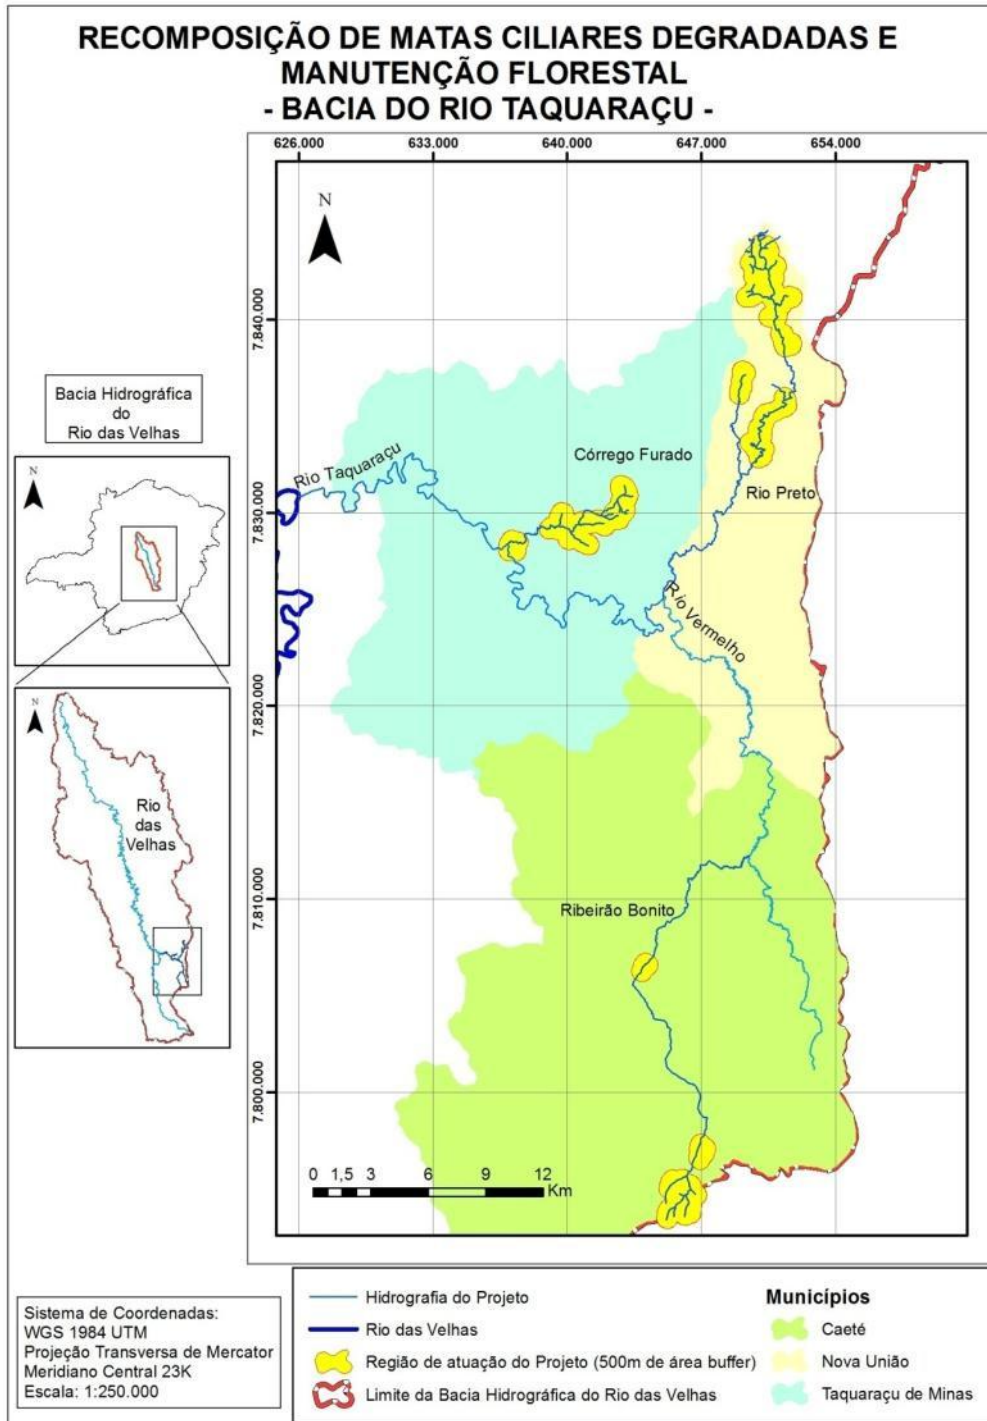 RECOMPOSIÇÃO DE MATAS CILIARES DEGRADADAS E
MANUTENÇÃO FLORESTAL
- BACIA DO RIO TAQUARAÇU -
626.000
633.000
640.000
647.000
654.000
N
7.840.000
7.830.000
7.820.000
7.810.000
7.800.000
Rio Taquaraçu
Córrego Furado
Rio Preto
Rio Vermelho
Ribeirão Bonito
0 1,5 3 6 9 12
Km
Bacia Hidrográfica
do
Rio das Velhas
N
N
Rio
das
Velhas
Sistema de Coordenadas:
WGS 1984 UTM
Projeção Transversa de Mercator
Meridiano Central 23K
Escala: 1:250.000
Hidrografia do Projeto
Rio das Velhas
Região de atuação do Projeto (500m de área buffer)
Limite da Bacia Hidrográfica do Rio das Velhas
Municípios
Caeté
Nova União
Taquaraçu de Minas